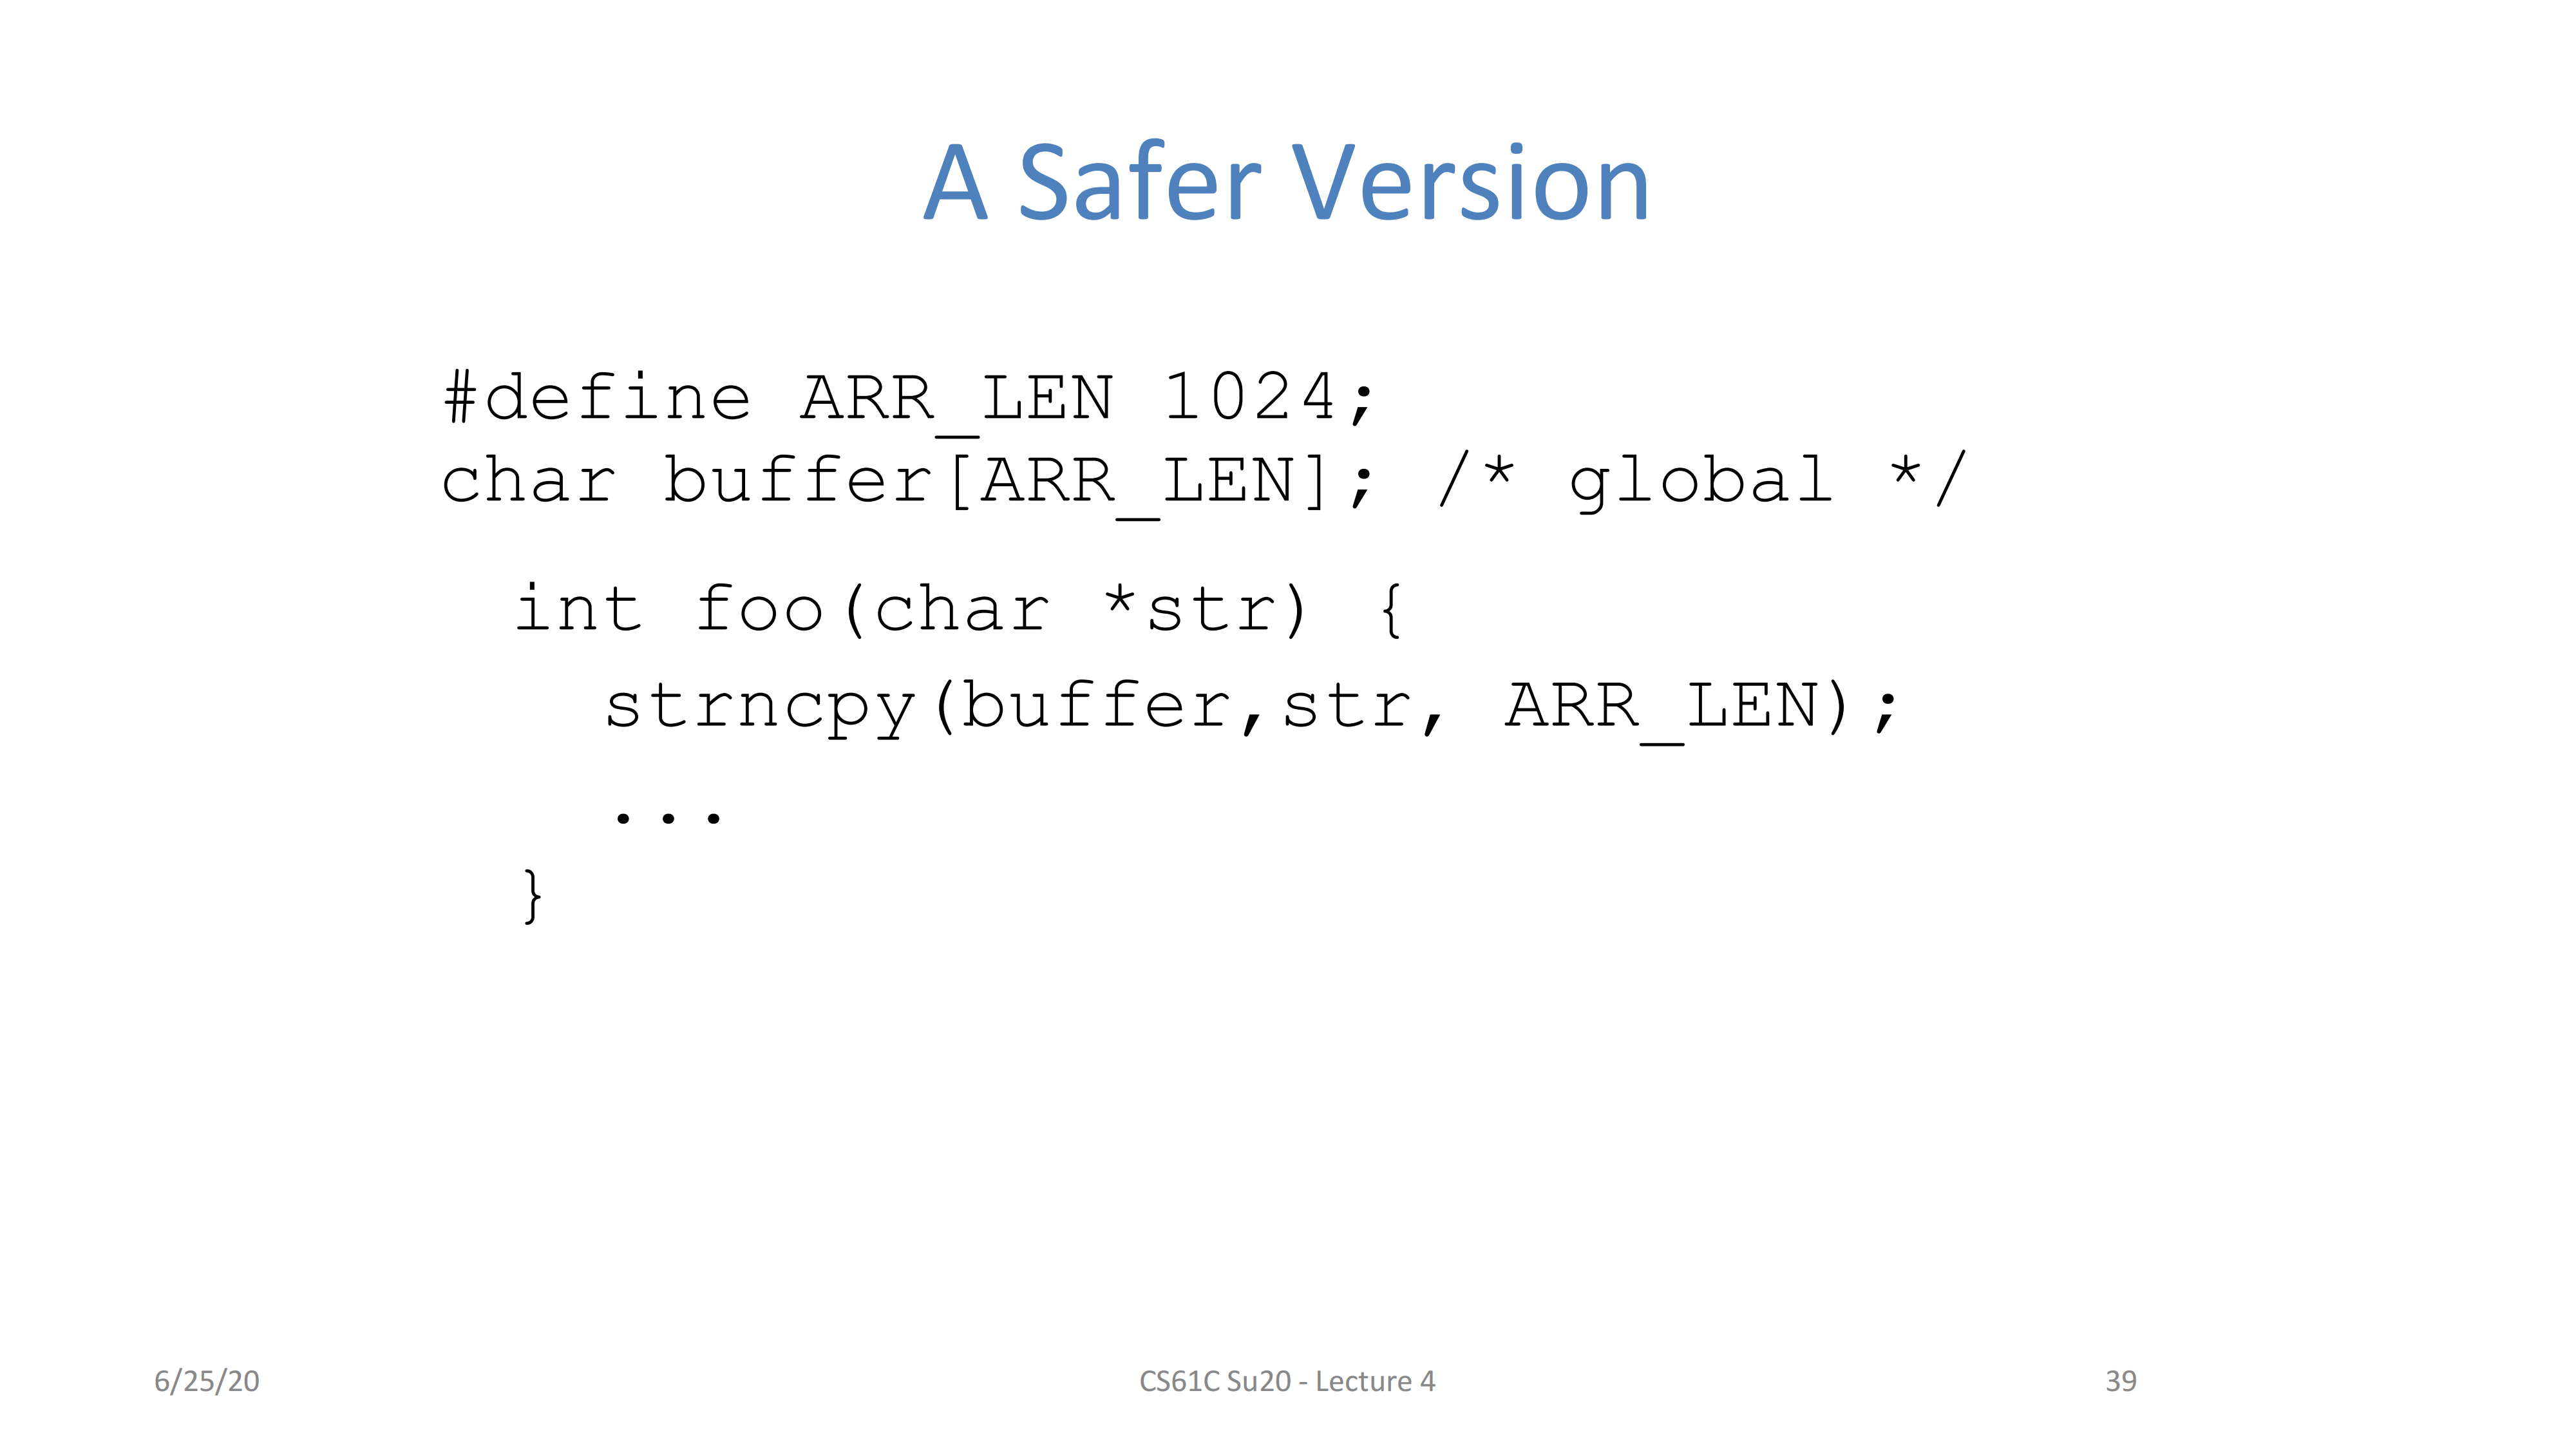 A Safer Version
#define ARR_LEN 1024;
char buffer[ARR_LEN]; /* global */
int foo(char *str) {
strncpy(buffer,str, ARR_LEN);
...
}
6/25/20
CS61C Su20 - Lecture 4
39